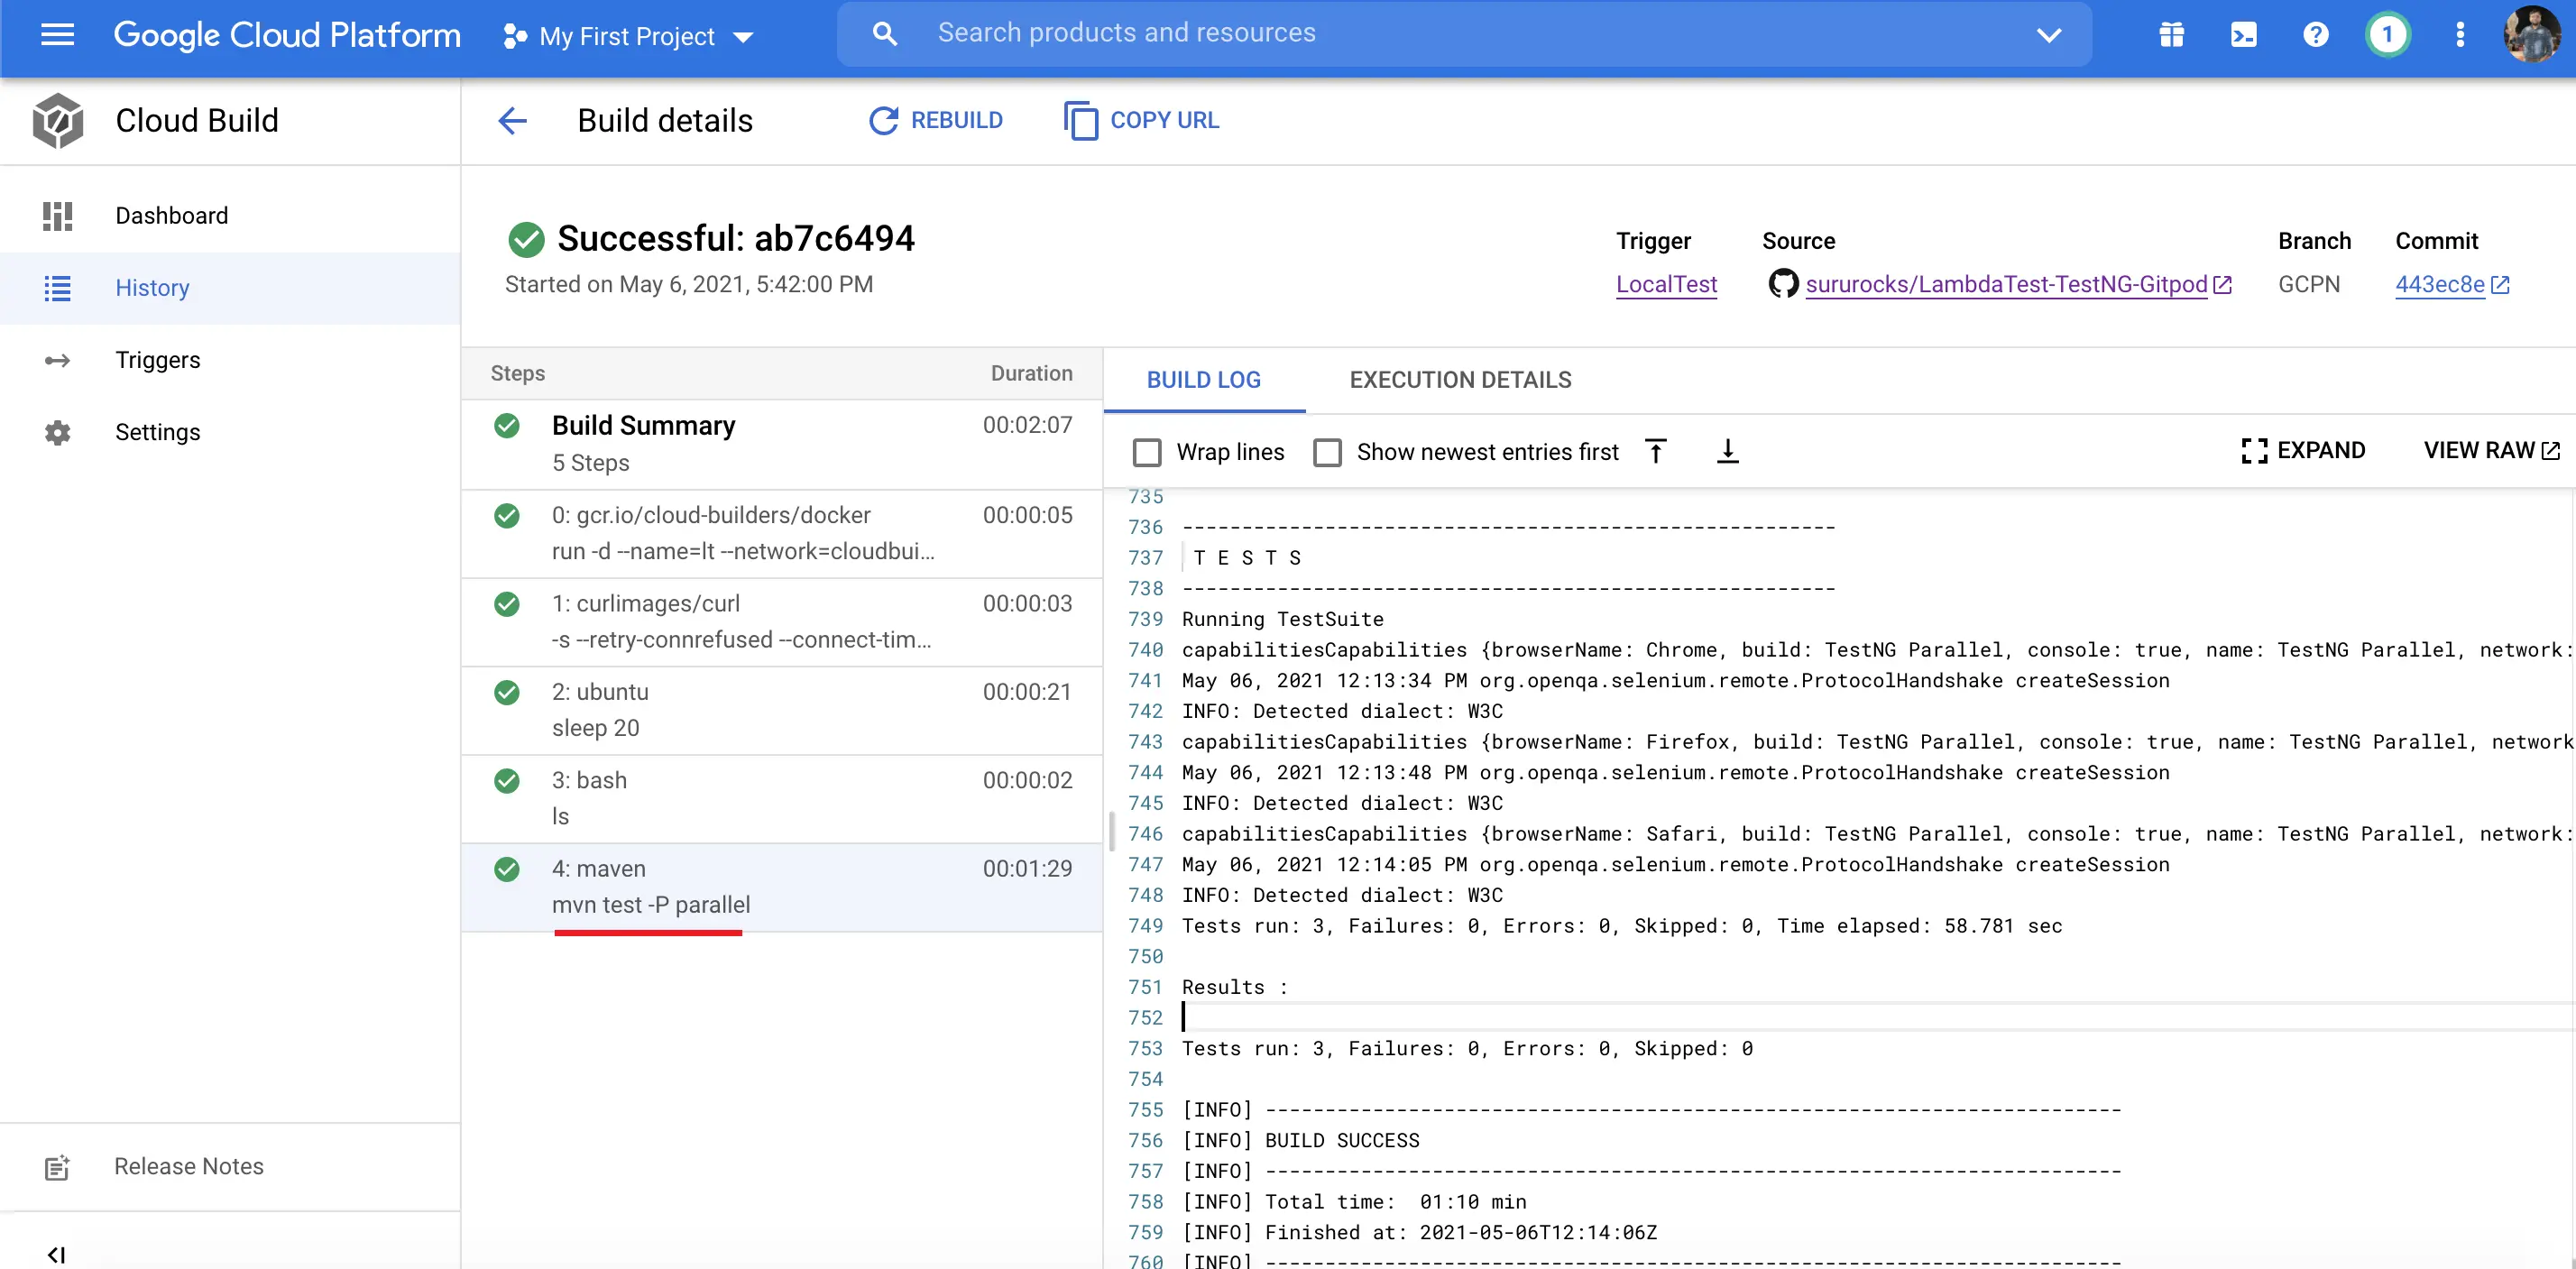 Google Cloud Platform
My First Project
Search products and resources
1
Cloud Build
Build details
REBUILD
COPY URL
Dashboard
History
Triggers
Settings
Release Notes
Successful: ab7c6494
Started on May 6, 2021, 5:42:00 PM
Trigger
LocalTest
Source
sururocks/LambdaTest-TestNG-Gitpod
Branch
GCPN
Commit
443ec8e
Steps Duration
Build Summary 00:02:07
5 Steps
0: gcr.io/cloud-builders/docker 00:00:05
run -d --name=lt --network=cloudbui...
1: curlimages/curl 00:00:03
-s --retry-connrefused --connect-tim...
2: ubuntu 00:00:21
sleep 20
3: bash 00:00:02
ls
4: maven 00:01:29
mvn test -P parallel
BUILD LOG EXECUTION DETAILS
Wrap lines Show newest entries first EXPAND VIEW RAW
735
736 -------------------------------------------------------
737 T E S T S
738 -------------------------------------------------------
739 Running TestSuite
740 capabilitiesCapabilities {browserName: Chrome, build: TestNG Parallel, console: true, name: TestNG Parallel, network:
741 May 06, 2021 12:13:34 PM org.openqa.selenium.remote.ProtocolHandshake createSession
742 INFO: Detected dialect: W3C
743 capabilitiesCapabilities {browserName: Firefox, build: TestNG Parallel, console: true, name: TestNG Parallel, network
744 May 06, 2021 12:13:48 PM org.openqa.selenium.remote.ProtocolHandshake createSession
745 INFO: Detected dialect: W3C
746 capabilitiesCapabilities {browserName: Safari, build: TestNG Parallel, console: true, name: TestNG Parallel, network:
747 May 06, 2021 12:14:05 PM org.openqa.selenium.remote.ProtocolHandshake createSession
748 INFO: Detected dialect: W3C
749 Tests run: 3, Failures: 0, Errors: 0, Skipped: 0, Time elapsed: 58.781 sec
750
751 Results :
752
753 Tests run: 3, Failures: 0, Errors: 0, Skipped: 0
754
755 [INFO] ------------------------------------------------------------------------
756 [INFO] BUILD SUCCESS
757 [INFO] ------------------------------------------------------------------------
758 [INFO] Total time:  01:10 min
759 [INFO] Finished at: 2021-05-06T12:14:06Z
760 [INFO] ------------------------------------------------------------------------